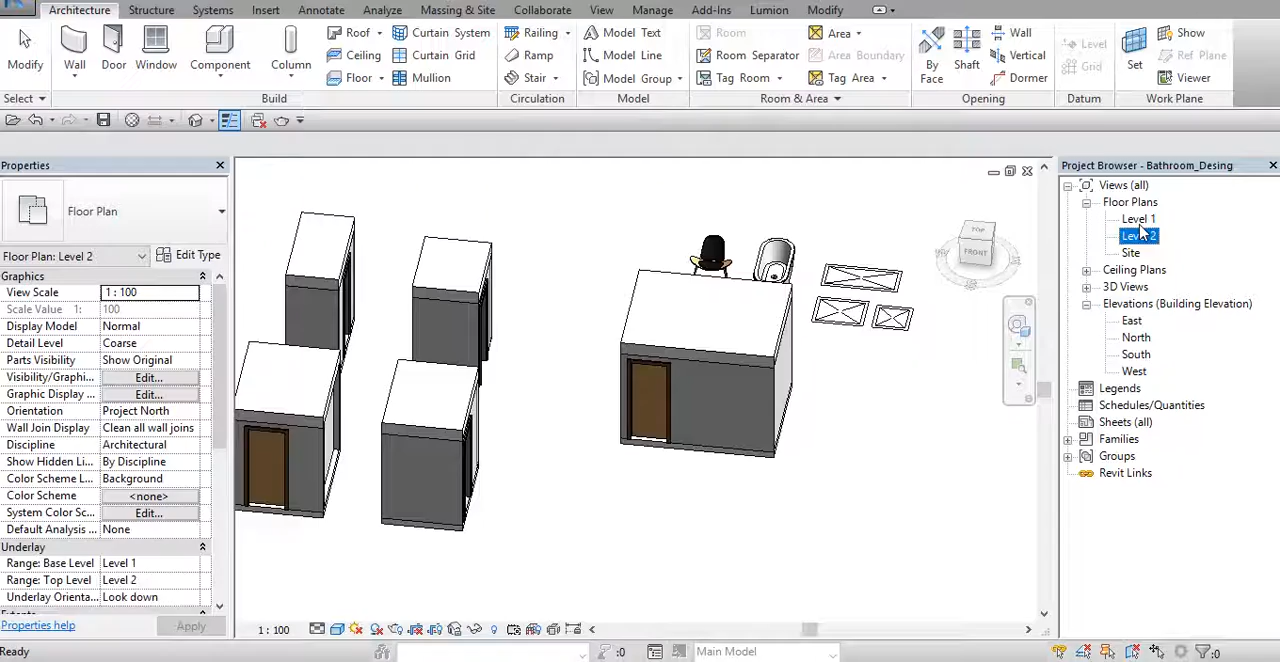 Architecture Structure Systems Insert Annotate Analyze Massing & Site Collaborate View Manage Add-Ins Lumion Modify
Modify
Select
Wall
Door
Window
Component
Column
Roof
Ceiling
Floor
Curtain System
Curtain Grid
Mullion
Build
Railing
Ramp
Stair
Circulation
Model Text
Model Line
Model Group
Model
Room
Room Separator
Tag Room
Area
Area Boundary
Tag Area
Room & Area
By Face
Shaft
Wall
Vertical
Dormer
Opening
Level
Grid
Datum
Set
Show
Ref Plane
Viewer
Work Plane
Properties
Floor Plan
Floor Plan: Level 2 Edit Type
Graphics
View Scale 1 : 100
Scale Value 1: 100
Display Model Normal
Detail Level Coarse
Parts Visibility Show Original
Visibility/Graphi... Edit...
Graphic Display ... Edit...
Orientation Project North
Wall Join Display Clean all wall joins
Discipline Architectural
Show Hidden Li... By Discipline
Color Scheme L... Background
Color Scheme <none>
System Color Sc... Edit...
Default Analysis ... None
Underlay
Range: Base Level Level 1
Range: Top Level Level 2
Underlay Orienta... Look down
Properties help Apply
TOP
FRONT
1 : 100
Project Browser - Bathroom_Desing
Views (all)
Floor Plans
Level 1
Level 2
Site
Ceiling Plans
3D Views
Elevations (Building Elevation)
East
North
South
West
Legends
Schedules/Quantities
Sheets (all)
Families
Groups
Revit Links
Ready :0 Main Model :0